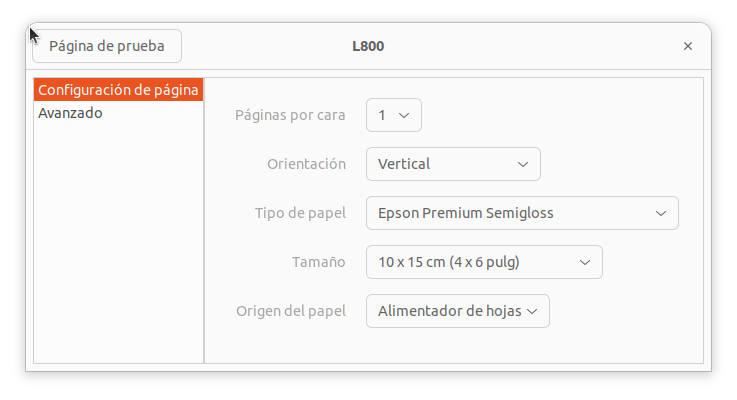 Página de prueba
L800
Configuración de página
Avanzado
Páginas por cara 1
Orientación Vertical
Tipo de papel Epson Premium Semigloss
Tamaño 10 x 15 cm (4 x 6 pulg)
Origen del papel Alimentador de hojas